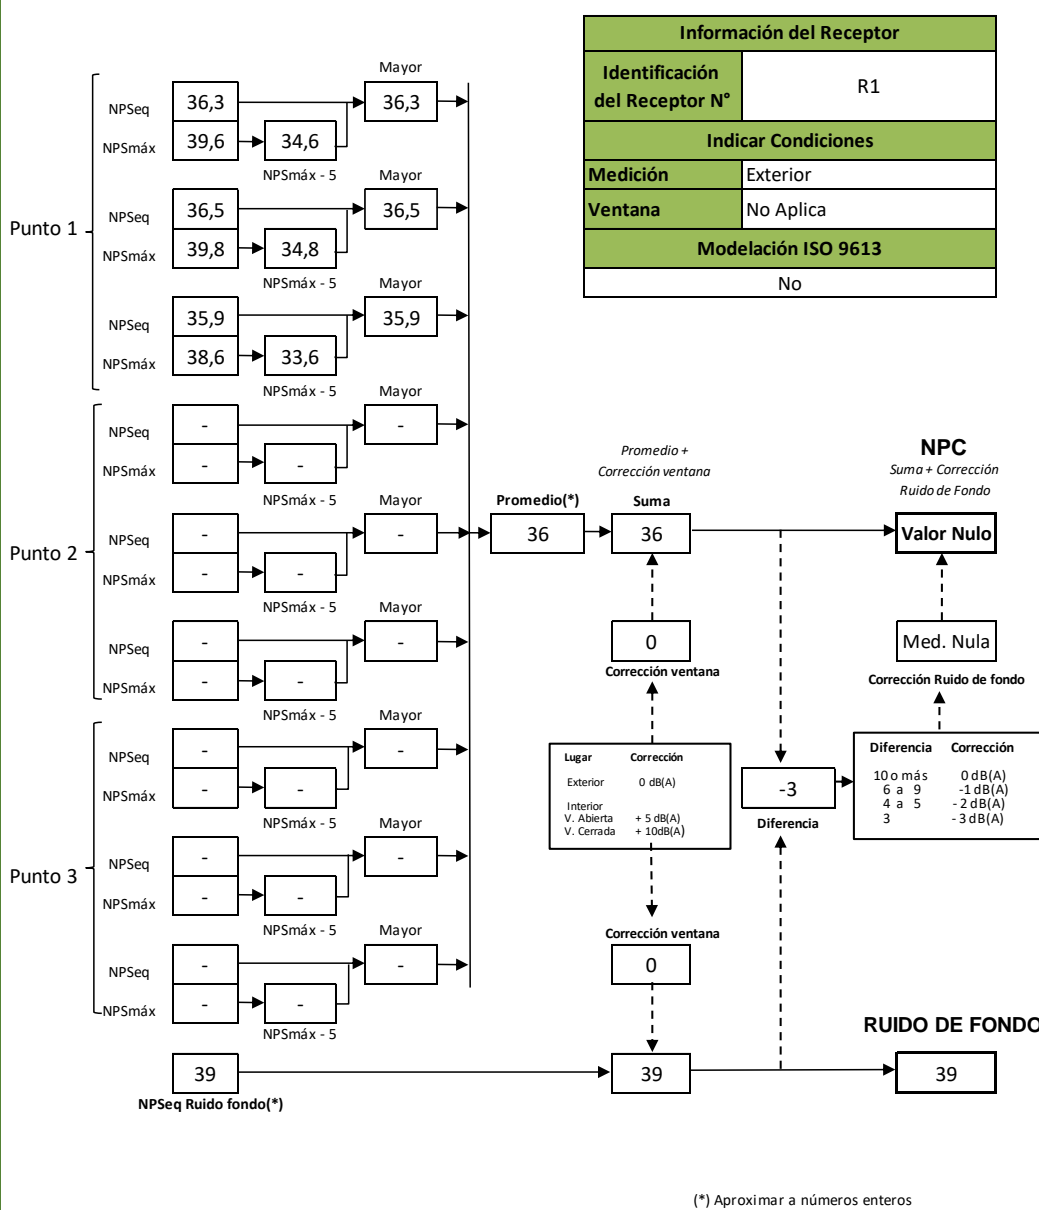 Información del Receptor
Identificación del Receptor N° R1
Indicar Condiciones
Medición Exterior
Ventana No Aplica
Modelación ISO 9613
No
Punto 1
Mayor
NPSeq 36,3 36,3
NPSmáx 39,6 34,6
NPSmáx - 5
Mayor
NPSeq 36,5 36,5
NPSmáx 39,8 34,8
NPSmáx - 5
Mayor
NPSeq 35,9 35,9
NPSmáx 38,6 33,6
NPSmáx - 5
Punto 2
Mayor
NPSeq - -
NPSmáx - -
NPSmáx - 5
Mayor
NPSeq - -
NPSmáx - -
NPSmáx - 5
Mayor
NPSeq - -
NPSmáx - -
NPSmáx - 5
Punto 3
Mayor
NPSeq - -
NPSmáx - -
NPSmáx - 5
Mayor
NPSeq - -
NPSmáx - -
NPSmáx - 5
Mayor
NPSeq - -
NPSmáx - -
NPSmáx - 5
Promedio(*)
36
Promedio +
Corrección ventana
Suma
36
NPC
Suma + Corrección
Ruido de Fondo
Valor Nulo
0
Corrección ventana
Med. Nula
Corrección Ruido de fondo
Lugar Corrección
Exterior 0 dB(A)
Interior
V. Abierta + 5 dB(A)
V. Cerrada + 10dB(A)
-3
Diferencia
Diferencia Corrección
10 o más 0 dB(A)
6 a 9 -1 dB(A)
4 a 5 - 2 dB(A)
3 - 3 dB(A)
Corrección ventana
0
RUIDO DE FONDO
39 39 39
NPSeq Ruido fondo(*)
(*) Aproximar a números enteros